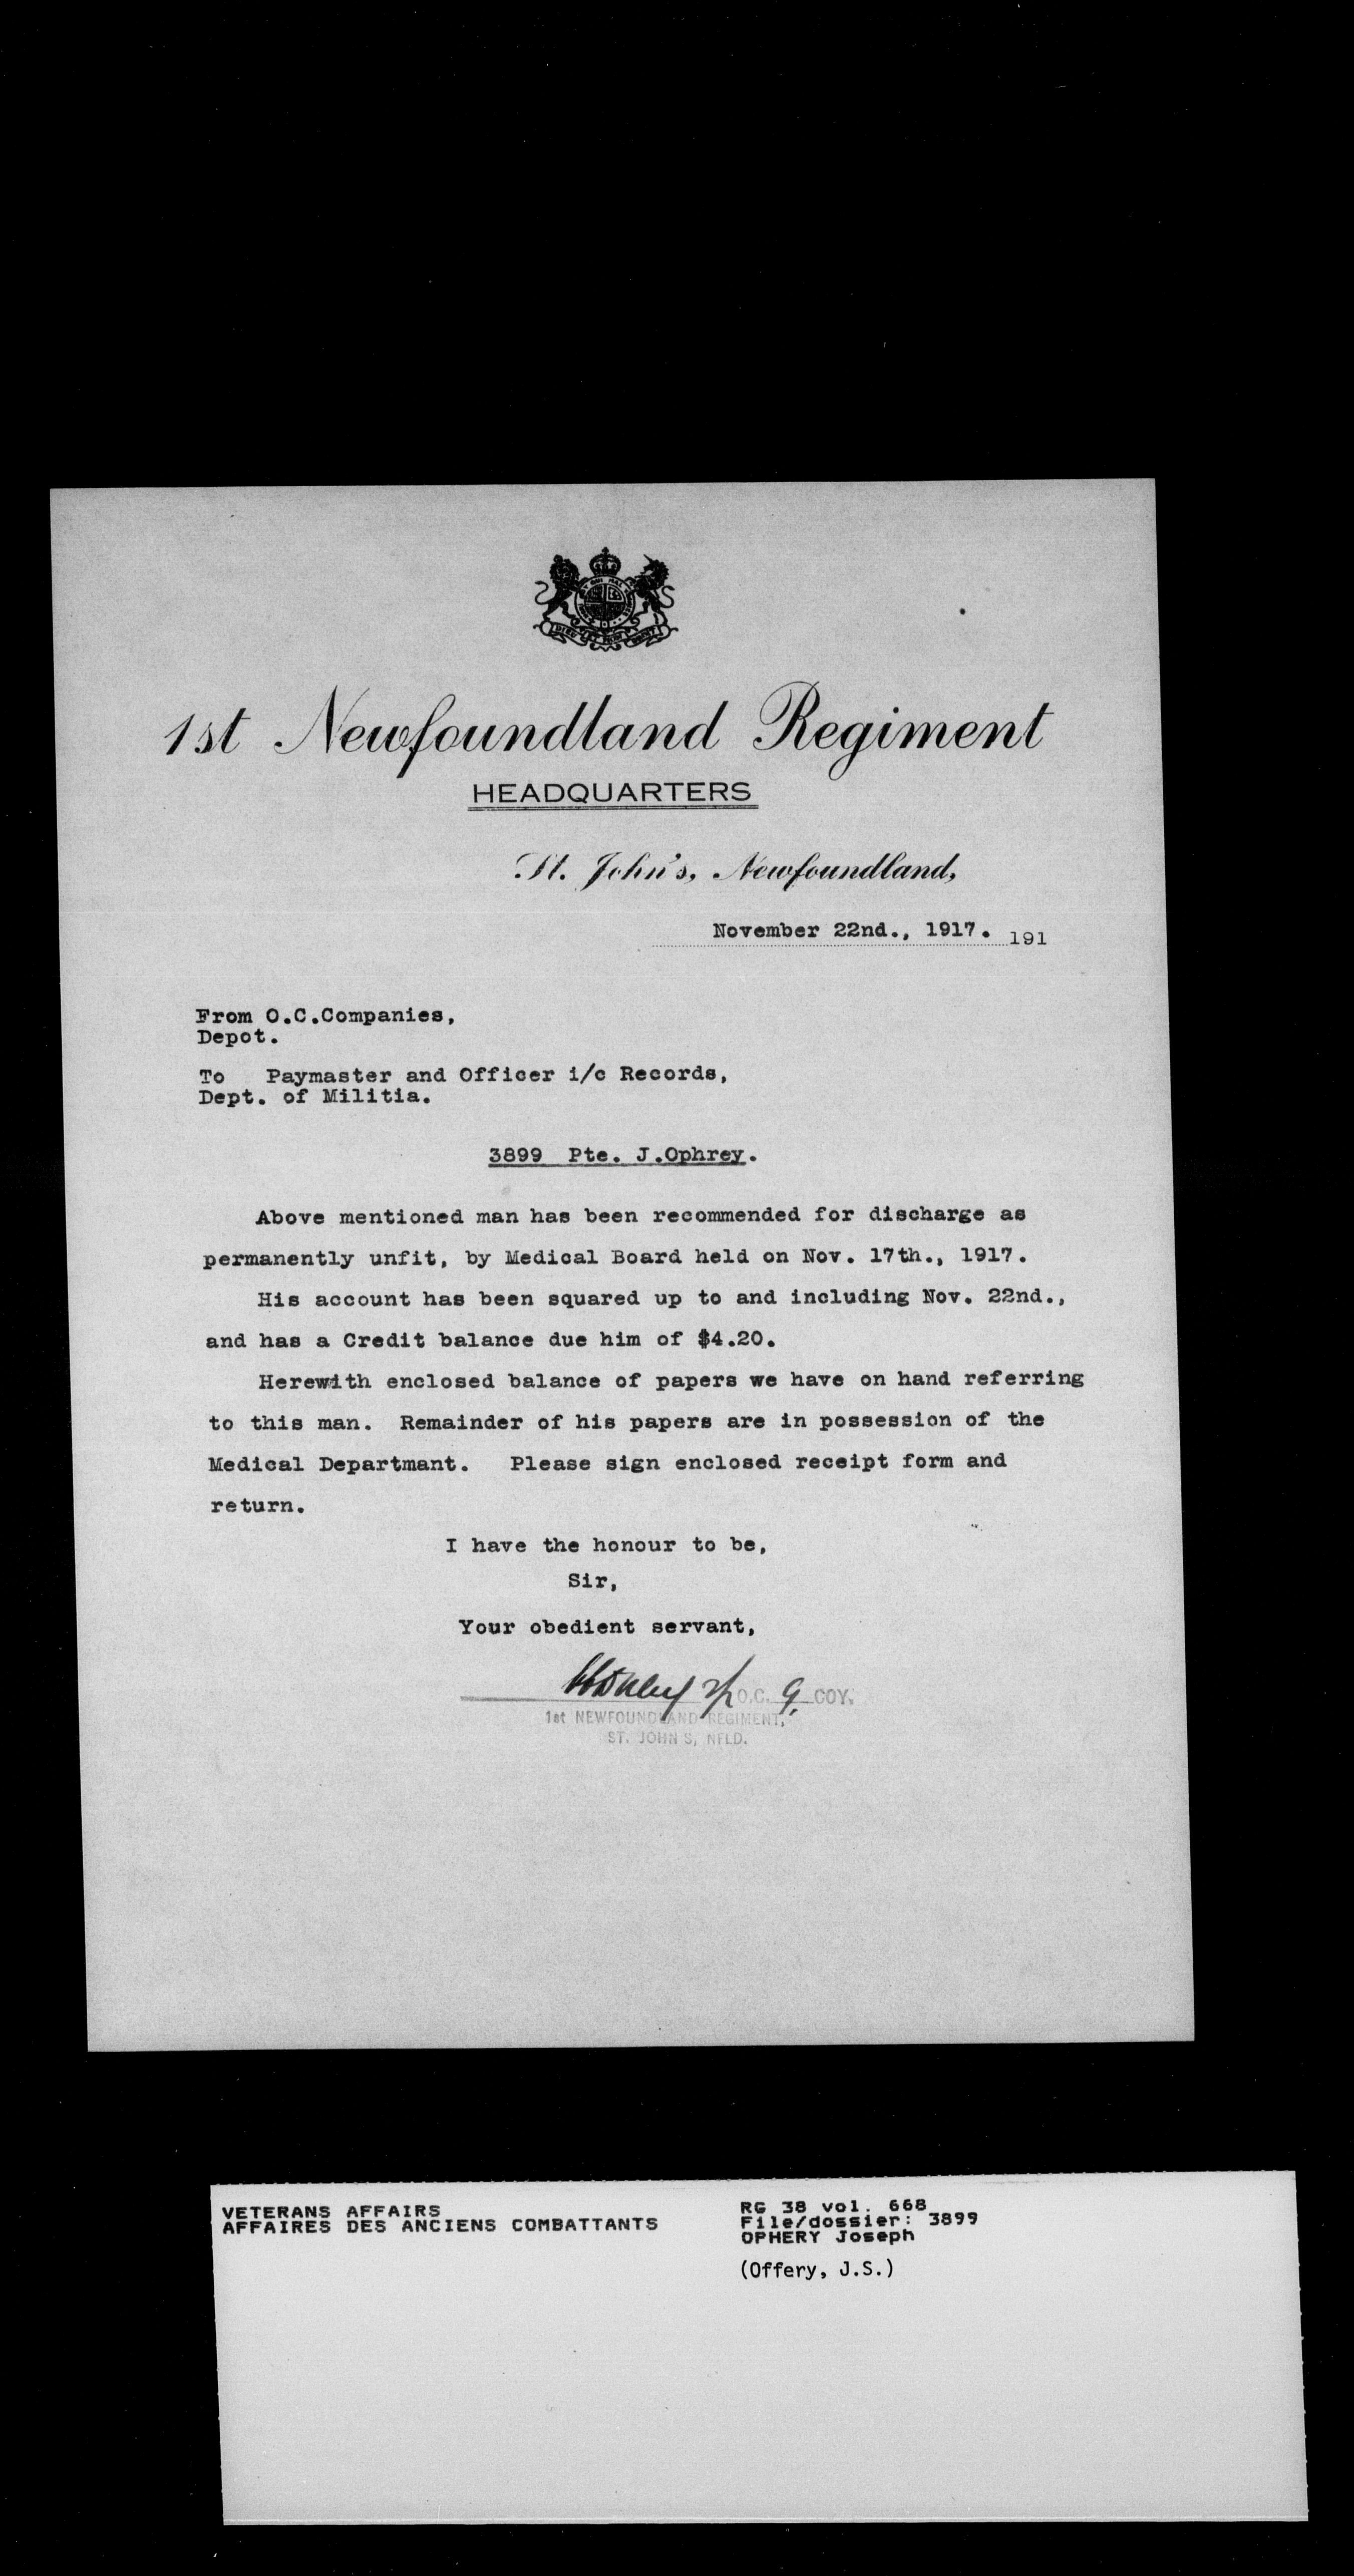 1st Newfoundland Regiment
HEADQUARTERS
St. John's, Newfoundland,
November 22nd., 1917. 191
From O.C.Companies,
Depot.
To Paymaster and Officer i/c Records,
Dept. of Militia.
3899 Pte. J.Ophrey.
Above mentioned man has been recommended for discharge as
permanently unfit, by Medical Board held on Nov. 17th., 1917.
His account has been squared up to and including Nov. 22nd.,
and has a Credit balance due him of $4.20.
Herewith enclosed balance of papers we have on hand referring
to this man. Remainder of his papers are in possession of the
Medical Departmant. Please sign enclosed receipt form and
return.
I have the honour to be,
Sir,
Your obedient servant,
O.C. G. COY.
1st NEWFOUNDLAND REGIMENT,
ST. JOHN S, NFLD.
VETERANS AFFAIRS
AFFAIRES DES ANCIENS COMBATTANTS
RG 38 vol. 668
File/dossier: 3899
OPHERY Joseph
(Offery, J.S.)